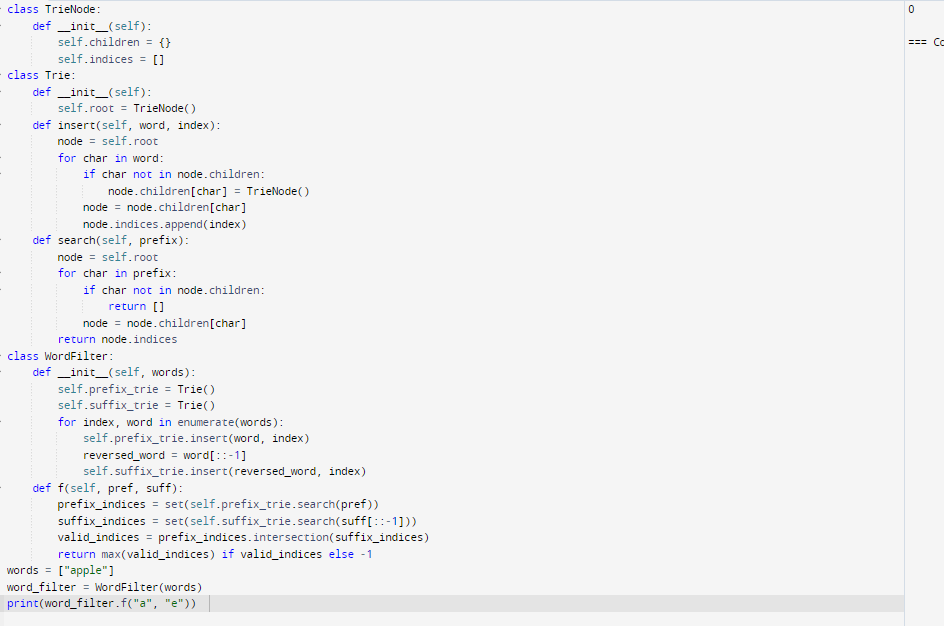 class TrieNode:
    def __init__(self):
        self.children = {}
        self.indices = []
class Trie:
    def __init__(self):
        self.root = TrieNode()
    def insert(self, word, index):
        node = self.root
        for char in word:
            if char not in node.children:
                node.children[char] = TrieNode()
            node = node.children[char]
            node.indices.append(index)
    def search(self, prefix):
        node = self.root
        for char in prefix:
            if char not in node.children:
                return []
            node = node.children[char]
        return node.indices
class WordFilter:
    def __init__(self, words):
        self.prefix_trie = Trie()
        self.suffix_trie = Trie()
        for index, word in enumerate(words):
            self.prefix_trie.insert(word, index)
            reversed_word = word[::-1]
            self.suffix_trie.insert(reversed_word, index)
    def f(self, pref, suff):
        prefix_indices = set(self.prefix_trie.search(pref))
        suffix_indices = set(self.suffix_trie.search(suff[::-1]))
        valid_indices = prefix_indices.intersection(suffix_indices)
        return max(valid_indices) if valid_indices else -1
words = ["apple"]
word_filter = WordFilter(words)
print(word_filter.f("a", "e"))
0
===